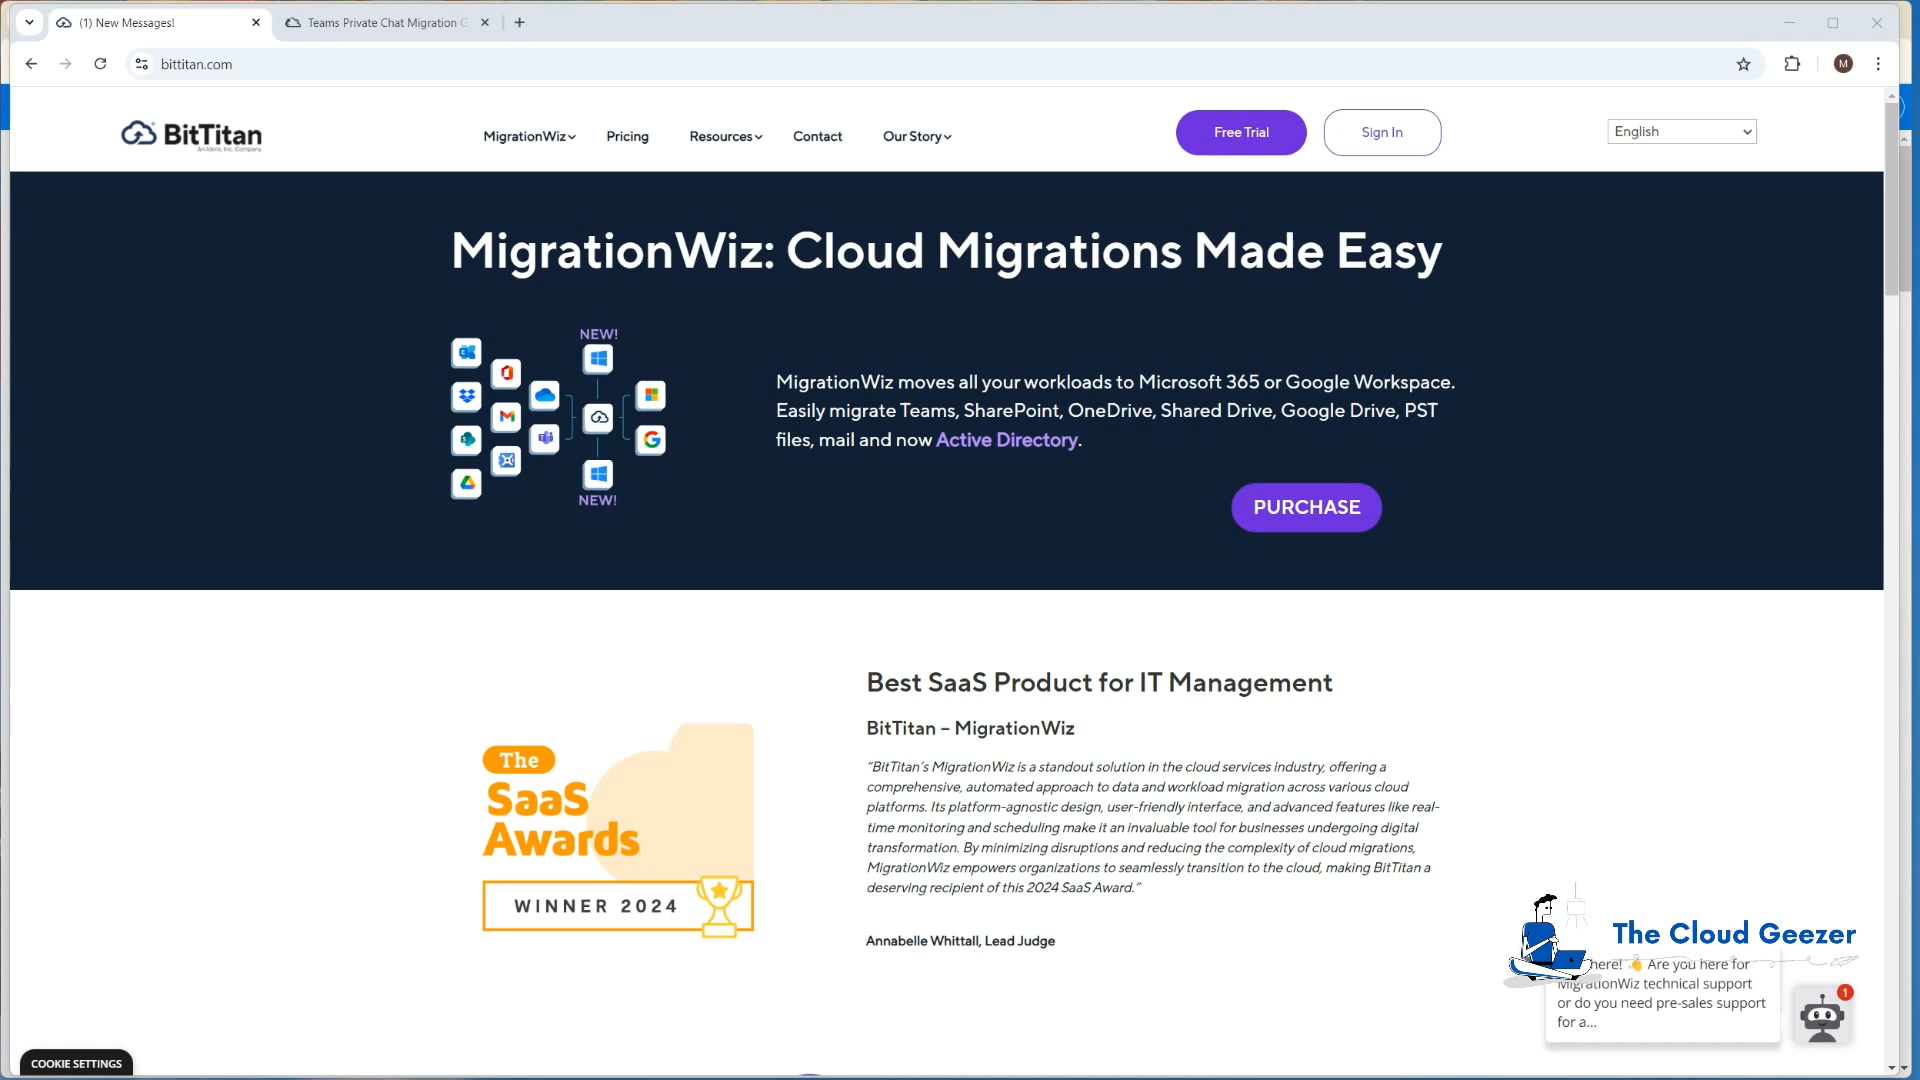 (1) New Messages!
Teams Private Chat Migration
bittitan.com
M
BitTitan
An Idera, Inc. Company
MigrationWiz
Pricing
Resources
Contact
Our Story
Free Trial
Sign In
English
MigrationWiz: Cloud Migrations Made Easy
NEW!
NEW!
MigrationWiz moves all your workloads to Microsoft 365 or Google Workspace.
Easily migrate Teams, SharePoint, OneDrive, Shared Drive, Google Drive, PST
files, mail and now Active Directory.
PURCHASE
The
SaaS
Awards
WINNER 2024
Best SaaS Product for IT Management
BitTitan – MigrationWiz
“BitTitan’s MigrationWiz is a standout solution in the cloud services industry, offering a
comprehensive, automated approach to data and workload migration across various cloud
platforms. Its platform-agnostic design, user-friendly interface, and advanced features like real-
time monitoring and scheduling make it an invaluable tool for businesses undergoing digital
transformation. By minimizing disruptions and reducing the complexity of cloud migrations,
MigrationWiz empowers organizations to seamlessly transition to the cloud, making BitTitan a
deserving recipient of this 2024 SaaS Award.”
Annabelle Whittall, Lead Judge
The Cloud Geezer
here! 👋 Are you here for
MigrationWiz technical support
or do you need pre-sales support
for a...
1
COOKIE SETTINGS